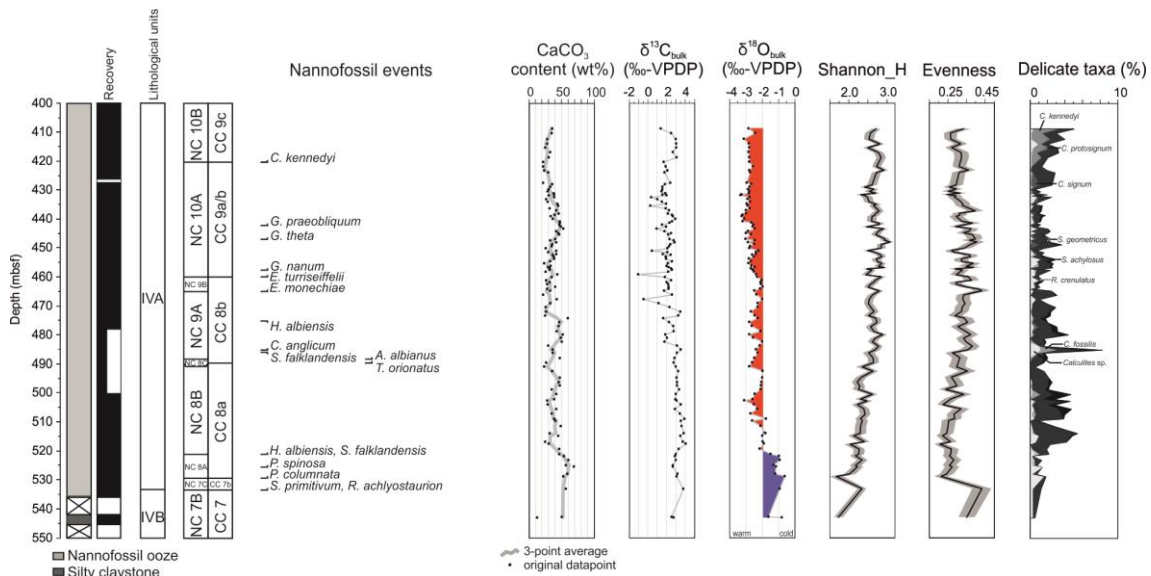 Recovery
Lithological units
Nannofossil events
CaCO3
content (wt%)
0 50 100
δ13Cbulk
(‰-VPDP)
-2 0 2 4
δ18Obulk
(‰-VPDP)
-4 -3 -2 -1 0
Shannon_H
2.0 3.0
Evenness
0.25 0.45
Delicate taxa (%)
0 10
Depth (mbsf)
400
410
420
430
440
450
460
470
480
490
500
510
520
530
540
550
IVA
IVB
NC 10B
NC 10A
NC 9B
NC 9A
NC 8B
NC 8A
NC 7C
NC 7B
CC 9c
CC 9a/b
CC 8b
CC 8a
CC 7b
CC 7
C. kennedyi
G. praeobliquum
G. theta
G. nanum
E. turriseiffelii
E. monechiae
H. albiensis
C. anglicum
S. falklandensis
A. albianus
T. orionatus
H. albiensis, S. falklandensis
P. spinosa
P. columnata
S. primitivum, R. achlyostaurion
warm cold
C. kennedyi
C. protosignum
C. signum
S. geometricus
S. achylosus
R. crenulatus
C. fossilis
Calculites sp.
Nannofossil ooze
Silty claystone
3-point average
original datapoint